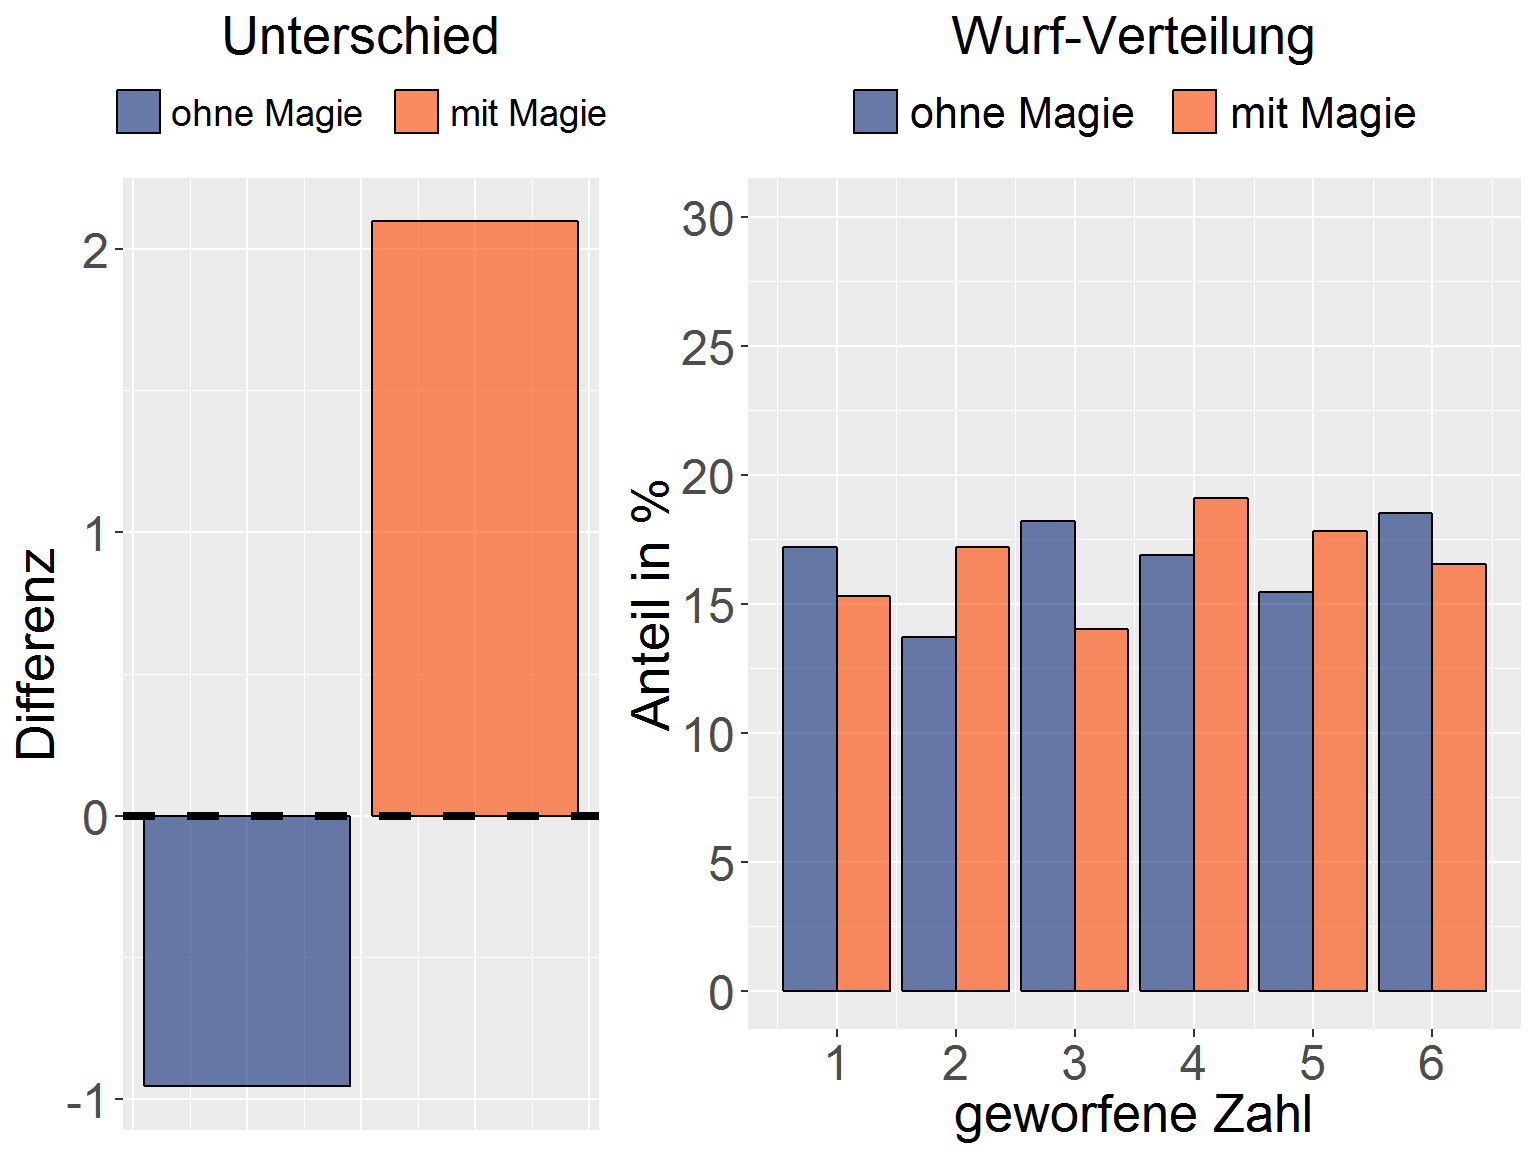 Unterschied
ohne Magie mit Magie
2
1
0
-1
Differenz
Wurf-Verteilung
ohne Magie mit Magie
30
25
20
15
10
5
0
Anteil in %
1 2 3 4 5 6
geworfene Zahl